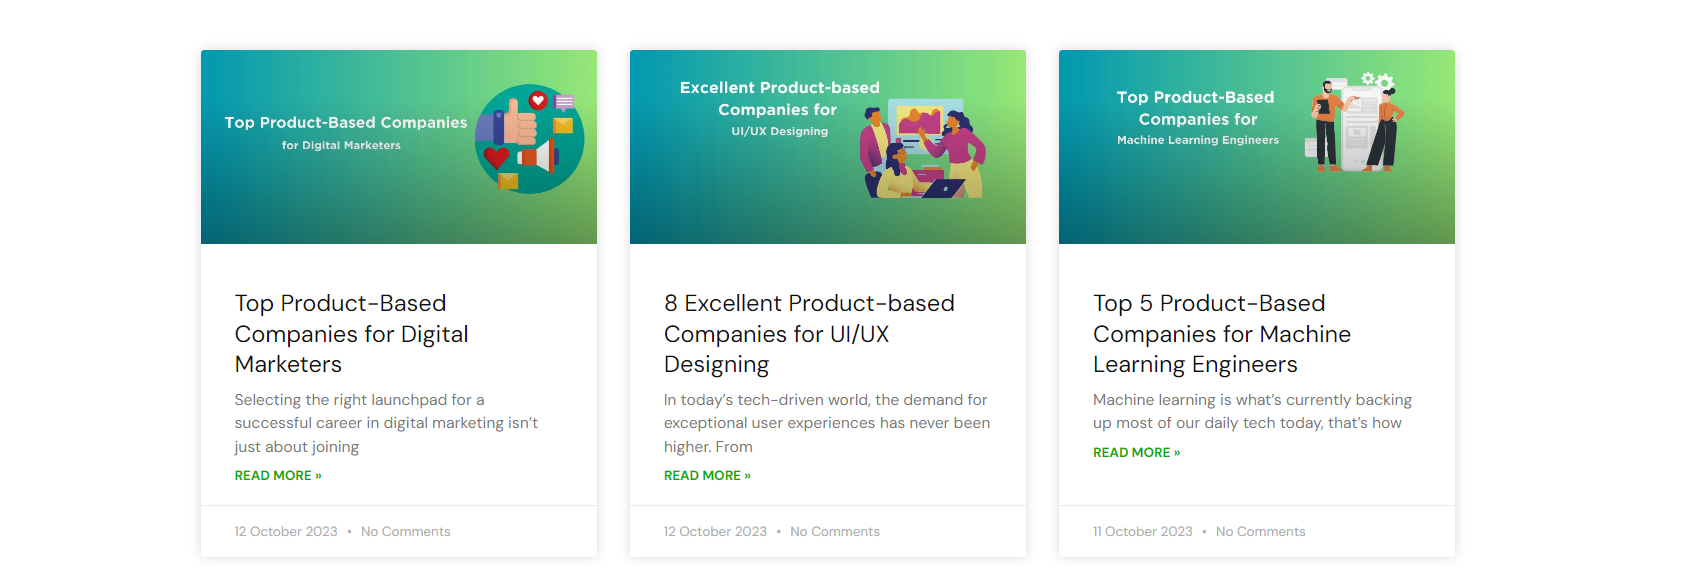 Top Product-Based Companies
for Digital Marketers
Top Product-Based
Companies for Digital
Marketers
Selecting the right launchpad for a
successful career in digital marketing isn’t
just about joining
READ MORE »
12 October 2023 • No Comments
Excellent Product-based
Companies for
UI/UX Designing
8 Excellent Product-based
Companies for UI/UX
Designing
In today’s tech-driven world, the demand for
exceptional user experiences has never been
higher. From
READ MORE »
12 October 2023 • No Comments
Top Product-Based
Companies for
Machine Learning Engineers
Top 5 Product-Based
Companies for Machine
Learning Engineers
Machine learning is what’s currently backing
up most of our daily tech today, that’s how
READ MORE »
11 October 2023 • No Comments